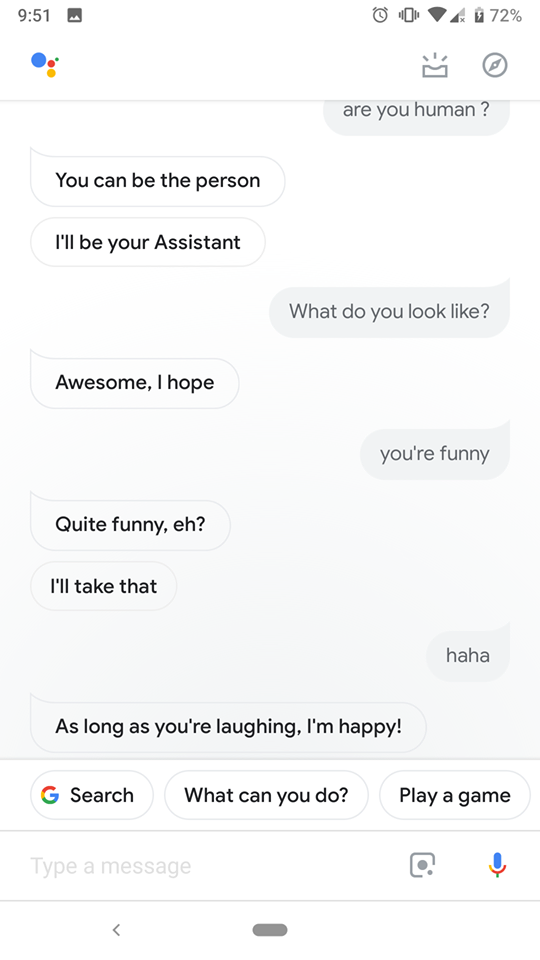 9:51
72%
are you human ?
You can be the person
I'll be your Assistant
What do you look like?
Awesome, I hope
you're funny
Quite funny, eh?
I'll take that
haha
As long as you're laughing, I'm happy!
Search
What can you do?
Play a game
Type a message